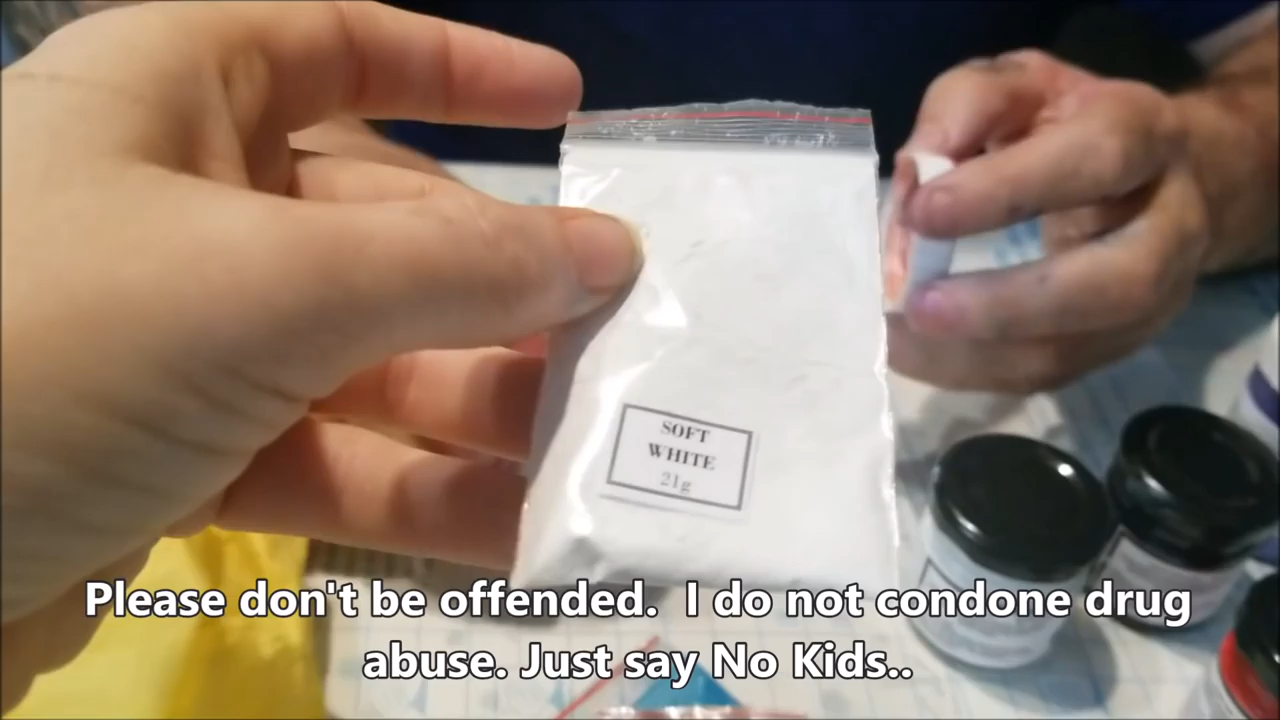 SOFT
WHITE
21g
Please don't be offended.  I do not condone drug
abuse. Just say No Kids..